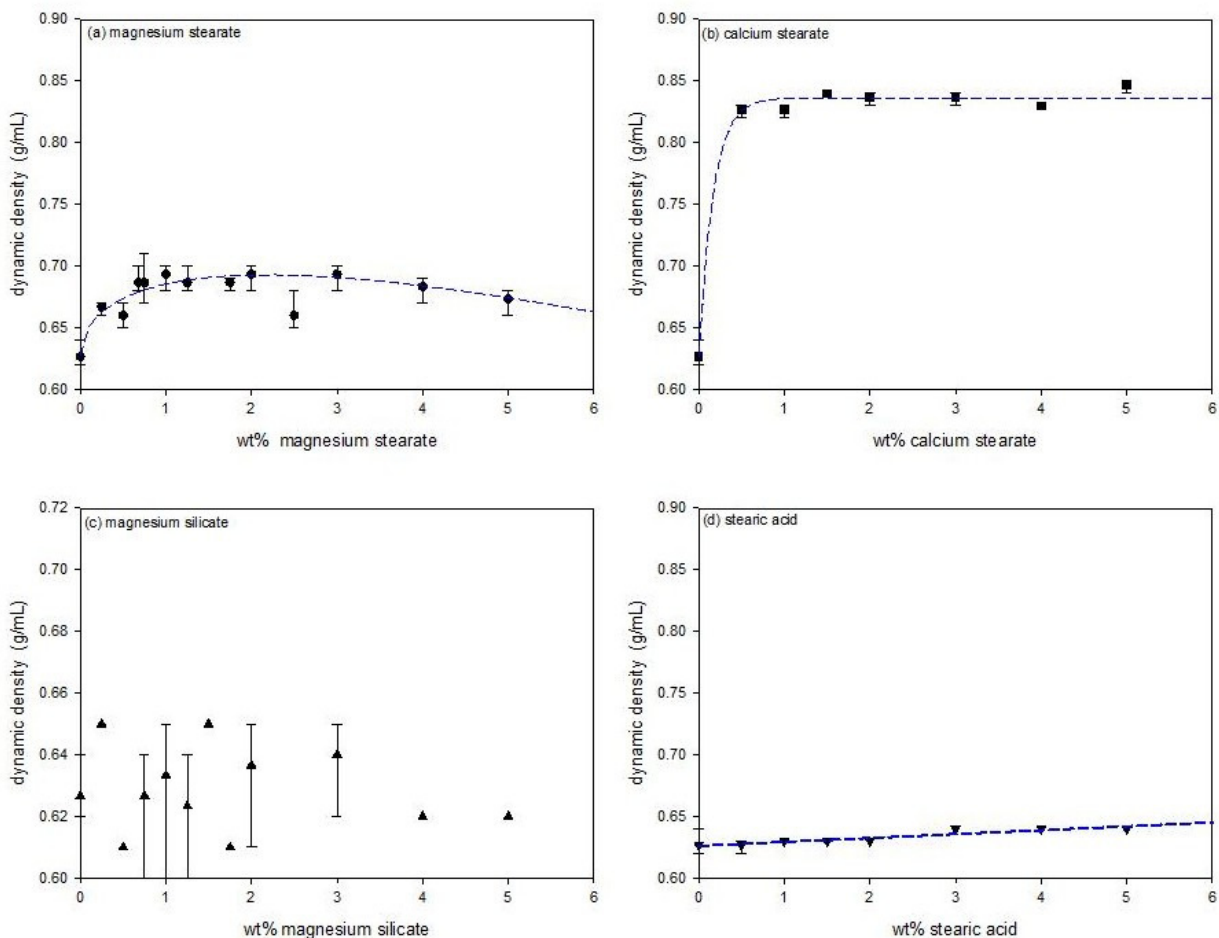 (a) magnesium stearate
dynamic density (g/mL)
0.90
0.85
0.80
0.75
0.70
0.65
0.60
0 1 2 3 4 5 6
wt% magnesium stearate
(b) calcium stearate
dynamic density (g/mL)
0.90
0.85
0.80
0.75
0.70
0.65
0.60
0 1 2 3 4 5 6
wt% calcium stearate
(c) magnesium silicate
dynamic density (g/mL)
0.72
0.70
0.68
0.66
0.64
0.62
0.60
0 1 2 3 4 5 6
wt% magnesium silicate
(d) stearic acid
dynamic density (g/mL)
0.90
0.85
0.80
0.75
0.70
0.65
0.60
0 1 2 3 4 5 6
wt% stearic acid